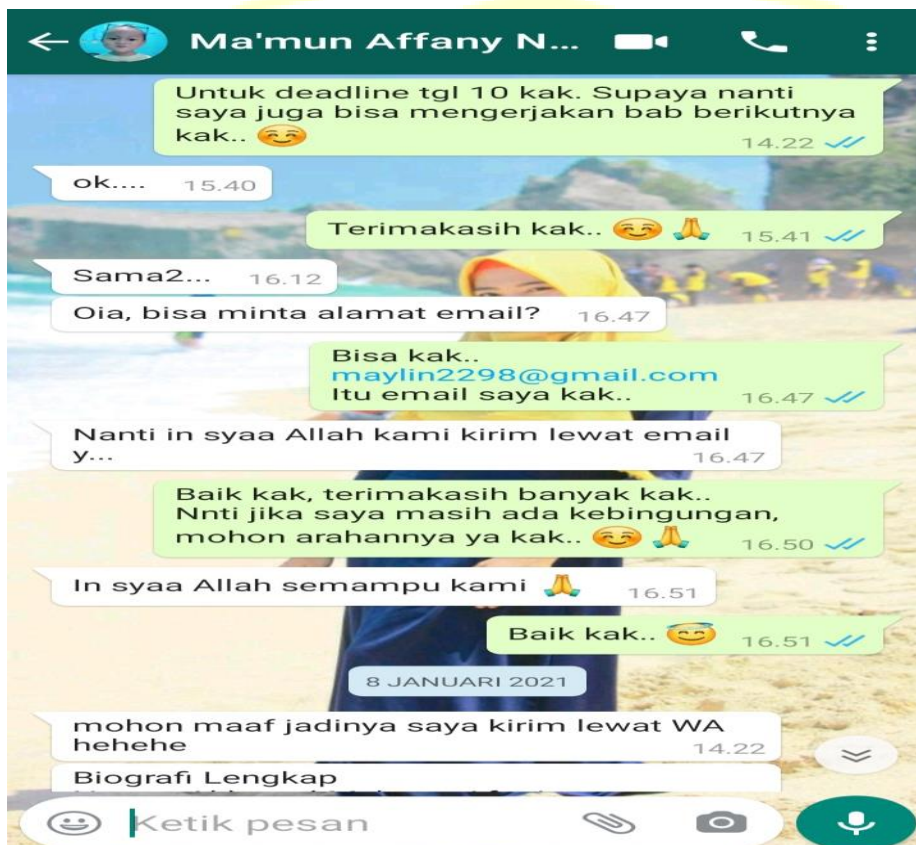 Ma'mun Affany N...
Untuk deadline tgl 10 kak. Supaya nanti
saya juga bisa mengerjakan bab berikutnya
kak..
14.22
ok.... 15.40
Terimakasih kak.. 15.41
Sama2... 16.12
Oia, bisa minta alamat email? 16.47
Bisa kak..
maylin2298@gmail.com
Itu email saya kak.. 16.47
Nanti in syaa Allah kami kirim lewat email
y... 16.47
Baik kak, terimakasih banyak kak..
Nnti jika saya masih ada kebingungan,
mohon arahannya ya kak.. 16.50
In syaa Allah semampu kami 16.51
Baik kak.. 16.51
8 JANUARI 2021
mohon maaf jadinya saya kirim lewat WA
hehehe 14.22
Biografi Lengkap
Ketik pesan